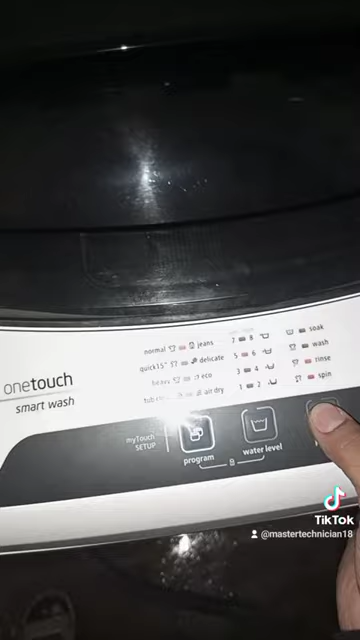 normal jeans
quick15" delicate
heavy eco
air dry
7 8
5 6
3 4
1 2
soak
wash
rinse
spin
onetouch
smart wash
myTouch
SETUP
program
water level
TikTok
@mastertechnician18